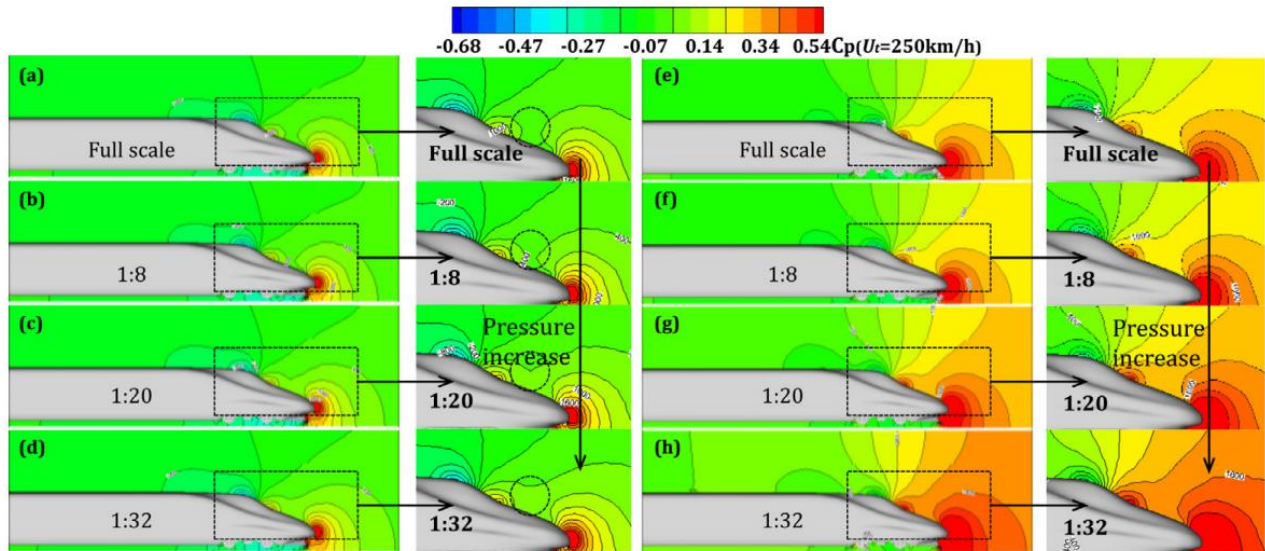 -0.68 -0.47 -0.27 -0.07 0.14 0.34 0.54 Cp(Ut=250km/h)
(a)
Full scale
Full scale
(e)
Full scale
Full scale
(b)
1:8
1:8
(f)
1:8
1:8
(c)
1:20
Pressure
increase
1:20
(g)
1:20
Pressure
increase
1:20
(d)
1:32
1:32
(h)
1:32
1:32